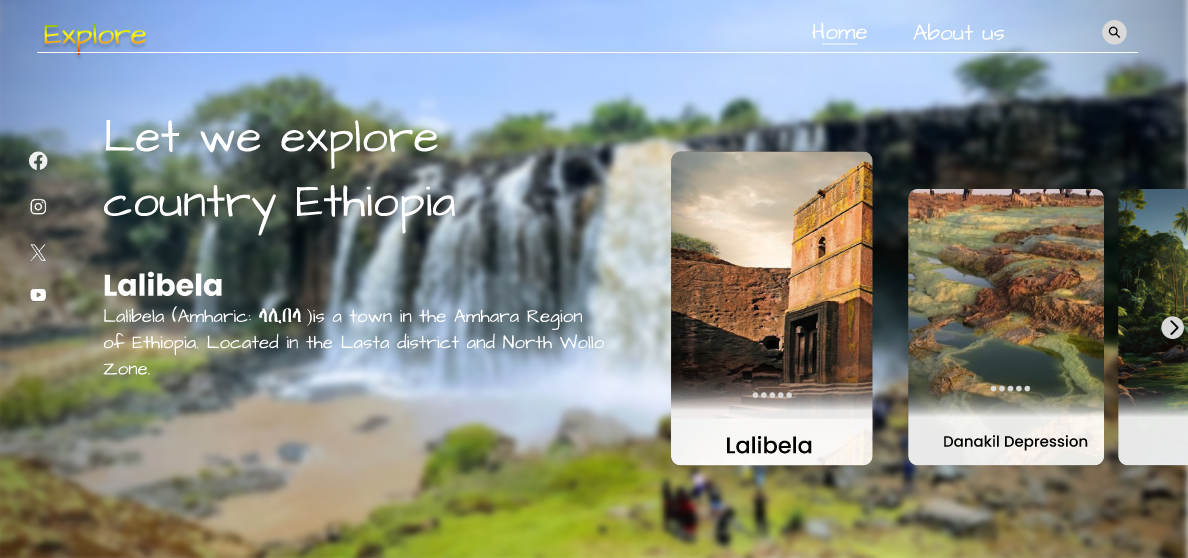 Explore
Home
About us
Let we explore
country Ethiopia
Lalibela
Lalibela (Amharic: ላሊበላ )is a town in the Amhara Region
of Ethiopia. Located in the Lasta district and North Wollo
Zone.
Lalibela
Danakil Depression